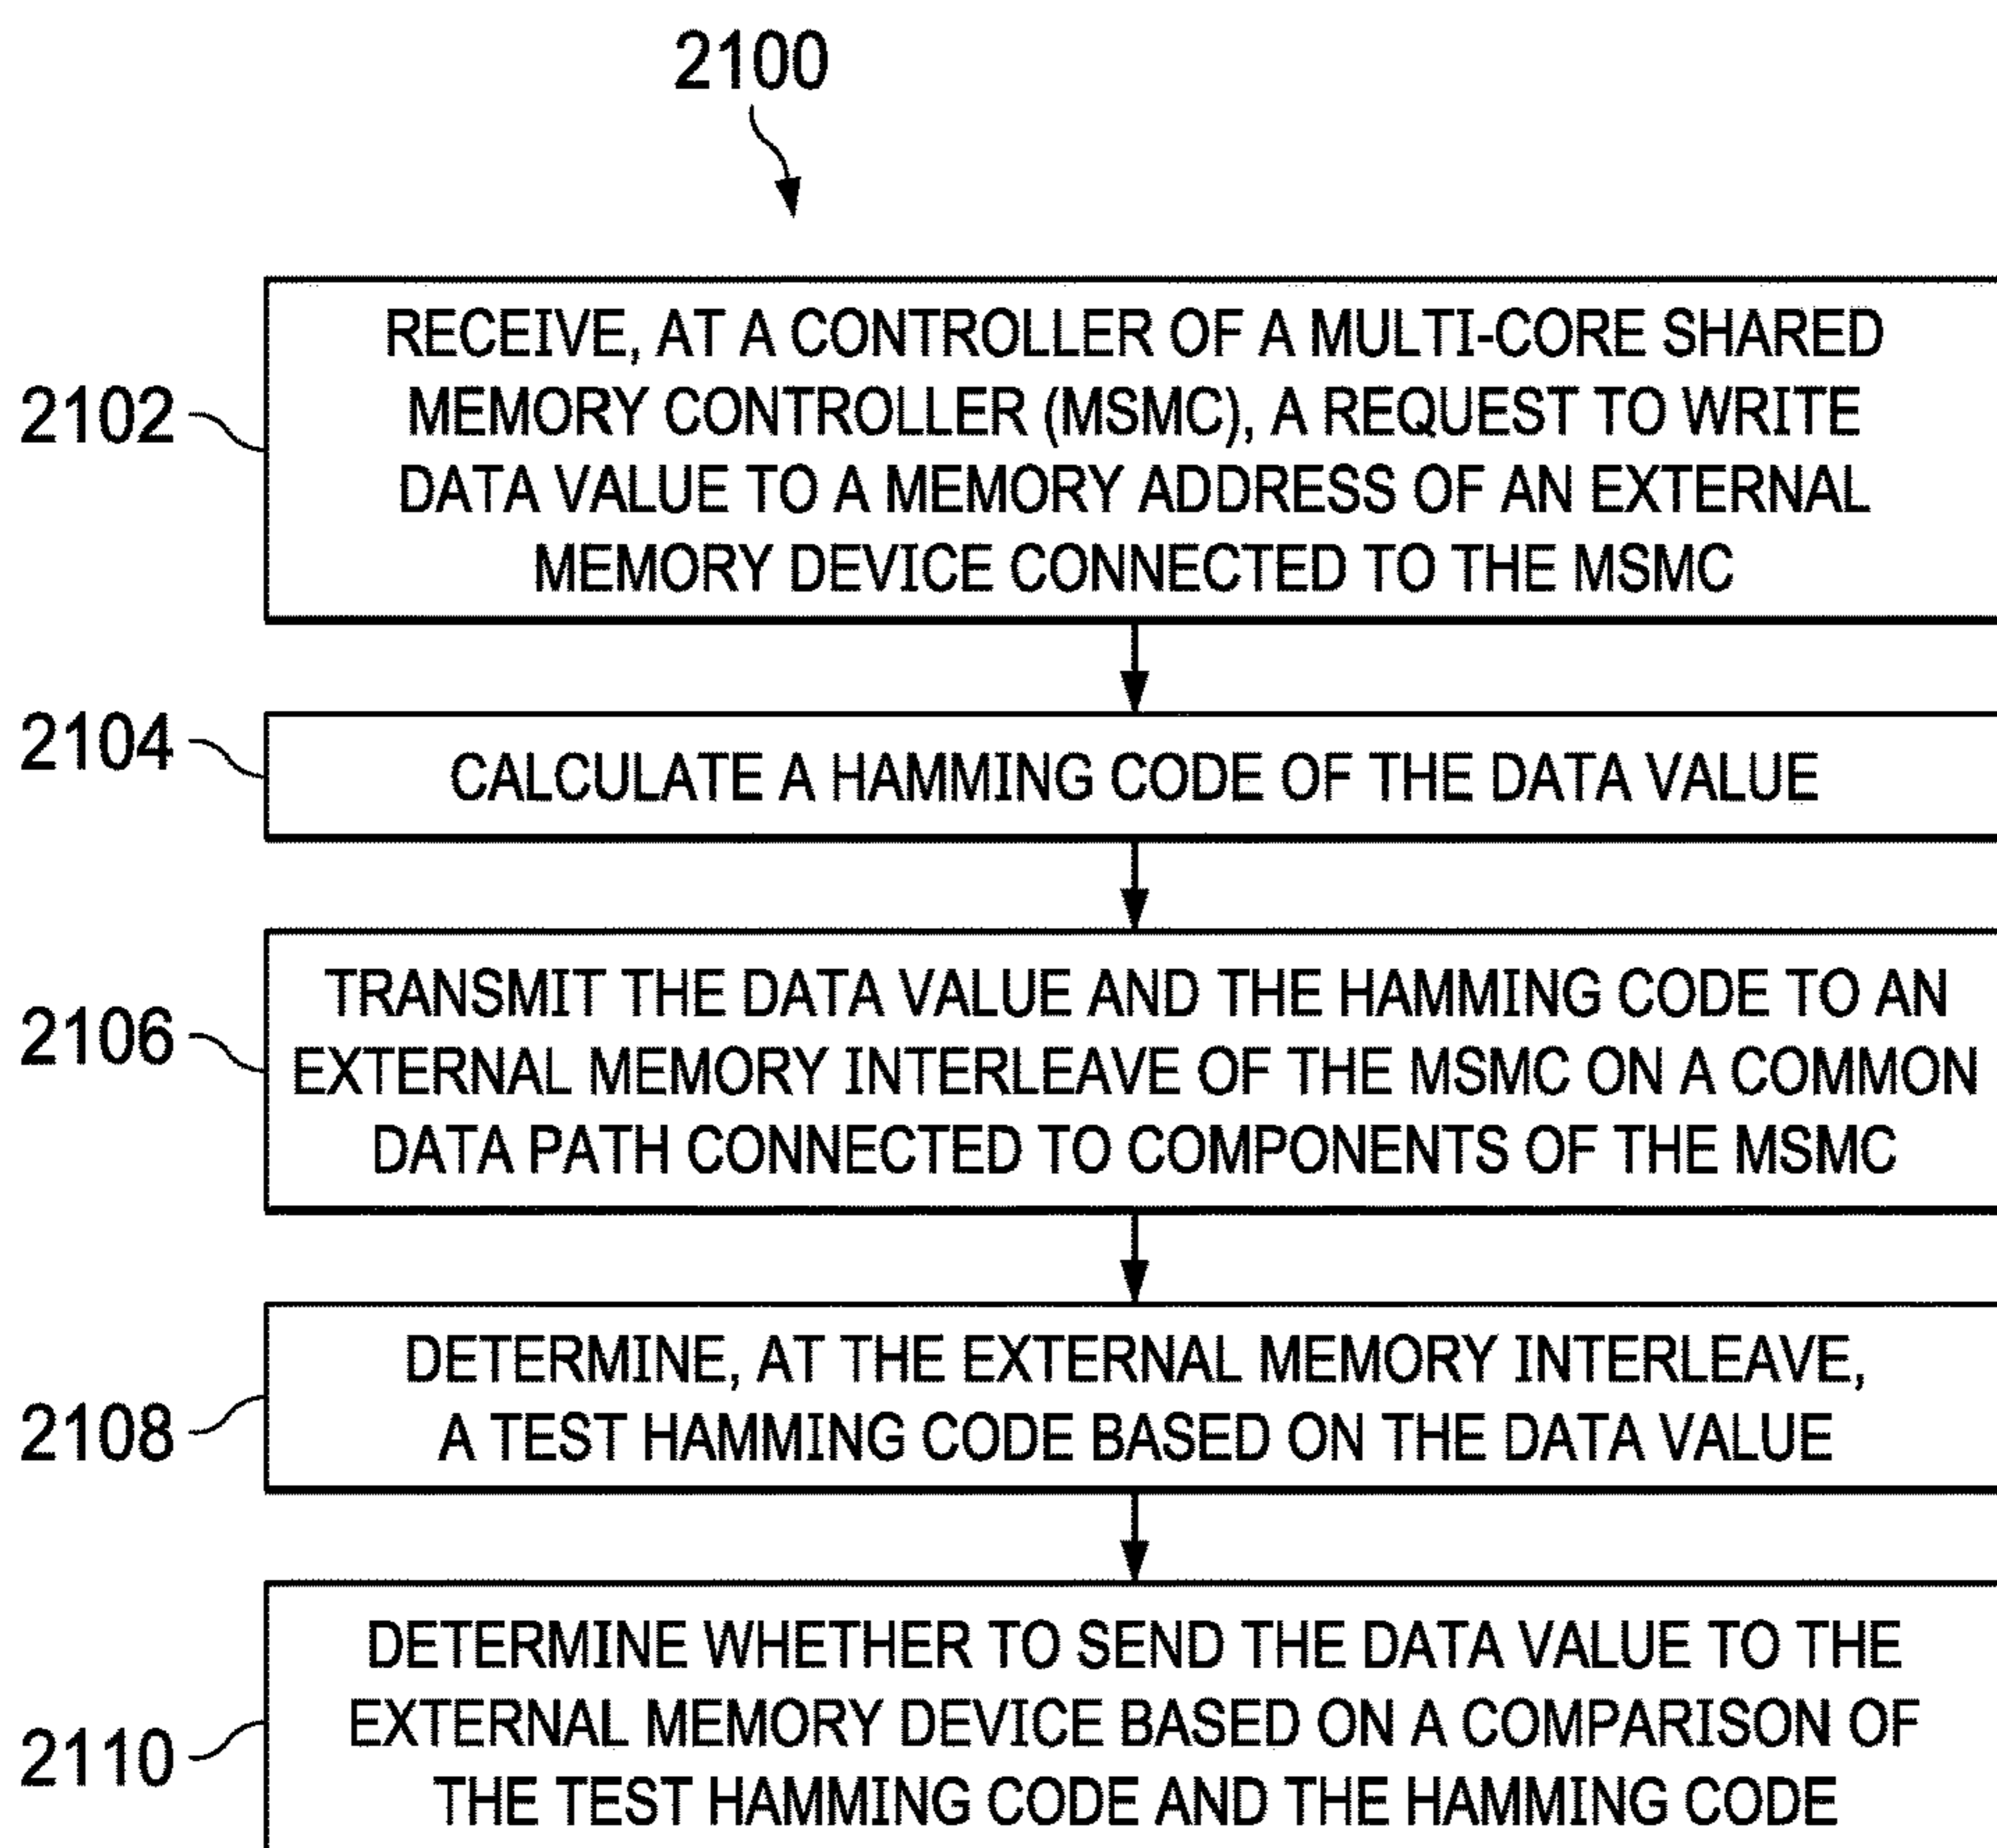 2100
2102
RECEIVE, AT A CONTROLLER OF A MULTI-CORE SHARED
MEMORY CONTROLLER (MSMC), A REQUEST TO WRITE
DATA VALUE TO A MEMORY ADDRESS OF AN EXTERNAL
MEMORY DEVICE CONNECTED TO THE MSMC
2104
CALCULATE A HAMMING CODE OF THE DATA VALUE
2106
TRANSMIT THE DATA VALUE AND THE HAMMING CODE TO AN
EXTERNAL MEMORY INTERLEAVE OF THE MSMC ON A COMMON
DATA PATH CONNECTED TO COMPONENTS OF THE MSMC
2108
DETERMINE, AT THE EXTERNAL MEMORY INTERLEAVE,
A TEST HAMMING CODE BASED ON THE DATA VALUE
2110
DETERMINE WHETHER TO SEND THE DATA VALUE TO THE
EXTERNAL MEMORY DEVICE BASED ON A COMPARISON OF
THE TEST HAMMING CODE AND THE HAMMING CODE